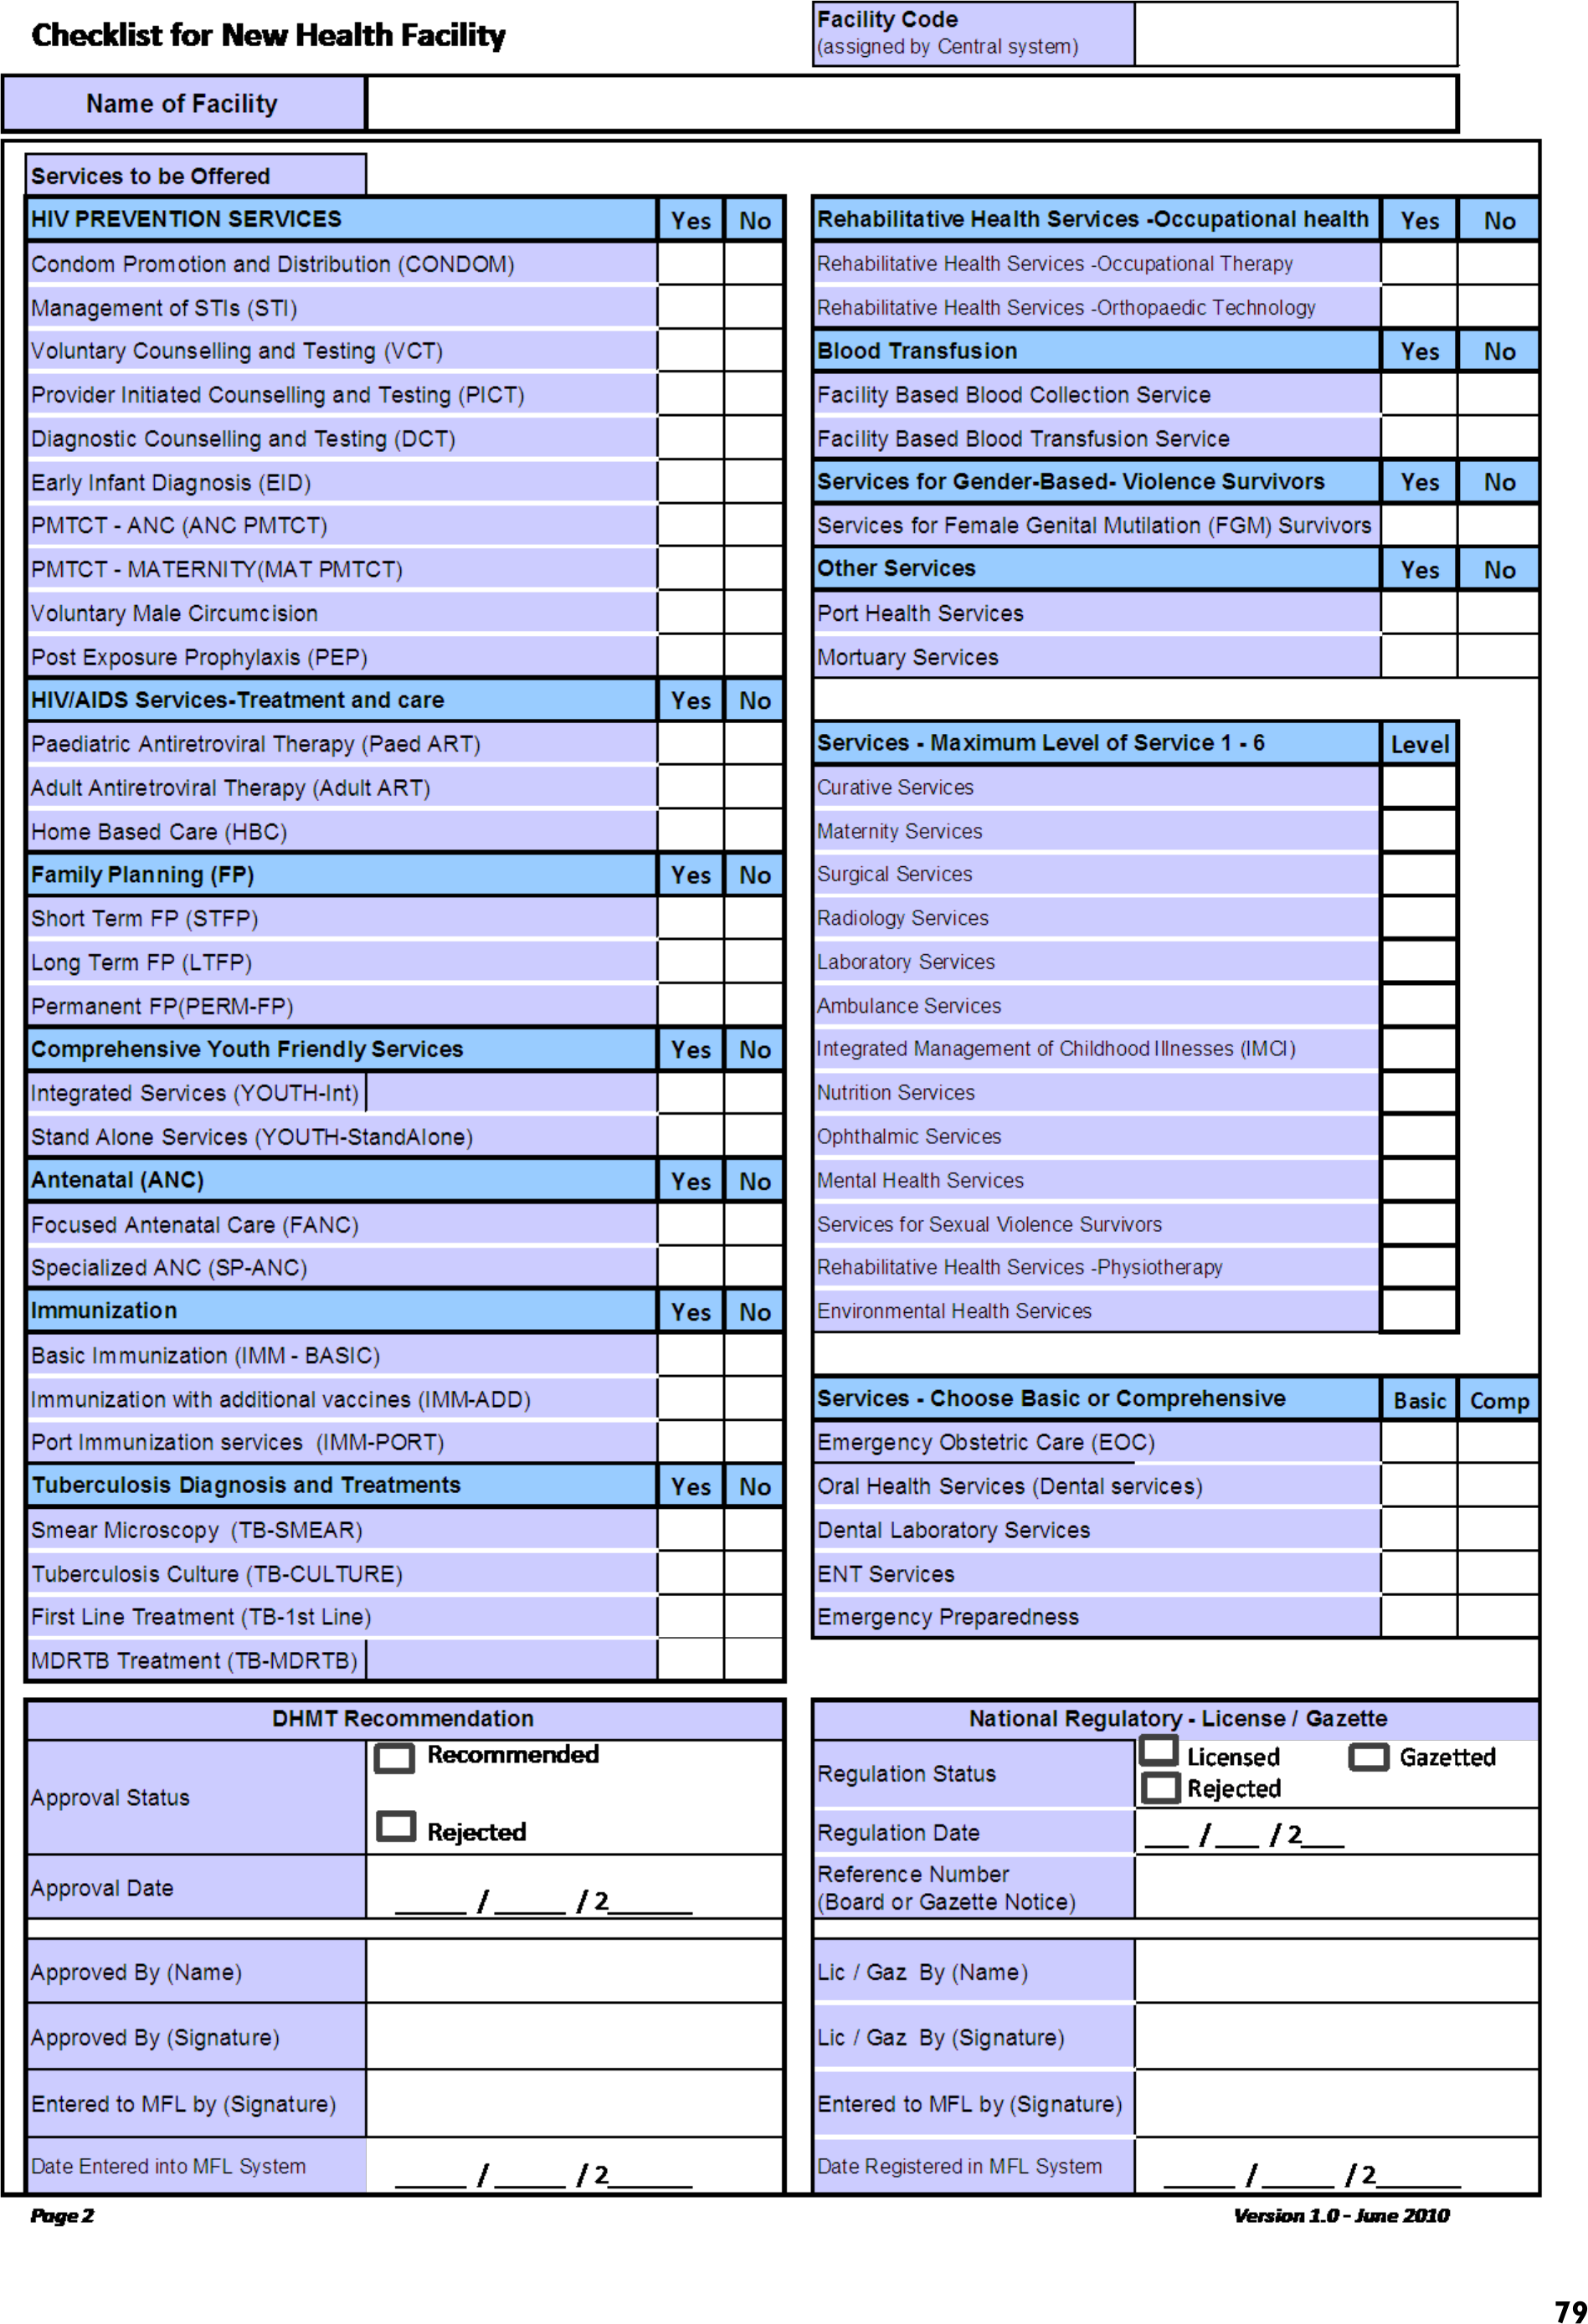 Checklist for New Health Facility
Facility Code
(assigned by Central system)
Name of Facility
Services to be Offered
HIV PREVENTION SERVICES Yes No
Condom Promotion and Distribution (CONDOM)
Management of STIs (STI)
Voluntary Counselling and Testing (VCT)
Provider Initiated Counselling and Testing (PICT)
Diagnostic Counselling and Testing (DCT)
Early Infant Diagnosis (EID)
PMTCT - ANC (ANC PMTCT)
PMTCT - MATERNITY(MAT PMTCT)
Voluntary Male Circumcision
Post Exposure Prophylaxis (PEP)
HIV/AIDS Services-Treatment and care Yes No
Paediatric Antiretroviral Therapy (Paed ART)
Adult Antiretroviral Therapy (Adult ART)
Home Based Care (HBC)
Family Planning (FP) Yes No
Short Term FP (STFP)
Long Term FP (LTFP)
Permanent FP(PERM-FP)
Comprehensive Youth Friendly Services Yes No
Integrated Services (YOUTH-Int)
Stand Alone Services (YOUTH-StandAlone)
Antenatal (ANC) Yes No
Focused Antenatal Care (FANC)
Specialized ANC (SP-ANC)
Immunization Yes No
Basic Immunization (IMM - BASIC)
Immunization with additional vaccines (IMM-ADD)
Port Immunization services (IMM-PORT)
Tuberculosis Diagnosis and Treatments Yes No
Smear Microscopy (TB-SMEAR)
Tuberculosis Culture (TB-CULTURE)
First Line Treatment (TB-1st Line)
MDRTB Treatment (TB-MDRTB)
Rehabilitative Health Services -Occupational health Yes No
Rehabilitative Health Services -Occupational Therapy
Rehabilitative Health Services -Orthopaedic Technology
Blood Transfusion Yes No
Facility Based Blood Collection Service
Facility Based Blood Transfusion Service
Services for Gender-Based- Violence Survivors Yes No
Services for Female Genital Mutilation (FGM) Survivors
Other Services Yes No
Port Health Services
Mortuary Services
Services - Maximum Level of Service 1 - 6 Level
Curative Services
Maternity Services
Surgical Services
Radiology Services
Laboratory Services
Ambulance Services
Integrated Management of Childhood Illnesses (IMCI)
Nutrition Services
Ophthalmic Services
Mental Health Services
Services for Sexual Violence Survivors
Rehabilitative Health Services -Physiotherapy
Environmental Health Services
Services - Choose Basic or Comprehensive Basic Comp
Emergency Obstetric Care (EOC)
Oral Health Services (Dental services)
Dental Laboratory Services
ENT Services
Emergency Preparedness
DHMT Recommendation
Approval Status Recommended
Rejected
Approval Date _____ /_____ / 2______
Approved By (Name)
Approved By (Signature)
Entered to MFL by (Signature)
Date Entered into MFL System _____ /_____ / 2______
National Regulatory - License / Gazette
Regulation Status Licensed Gazetted
Rejected
Regulation Date ___ /___ / 2___
Reference Number
(Board or Gazette Notice)
Lic / Gaz By (Name)
Lic / Gaz By (Signature)
Entered to MFL by (Signature)
Date Registered in MFL System _____ /_____ / 2______
Page 2 Version 1.0 - June 2010
79